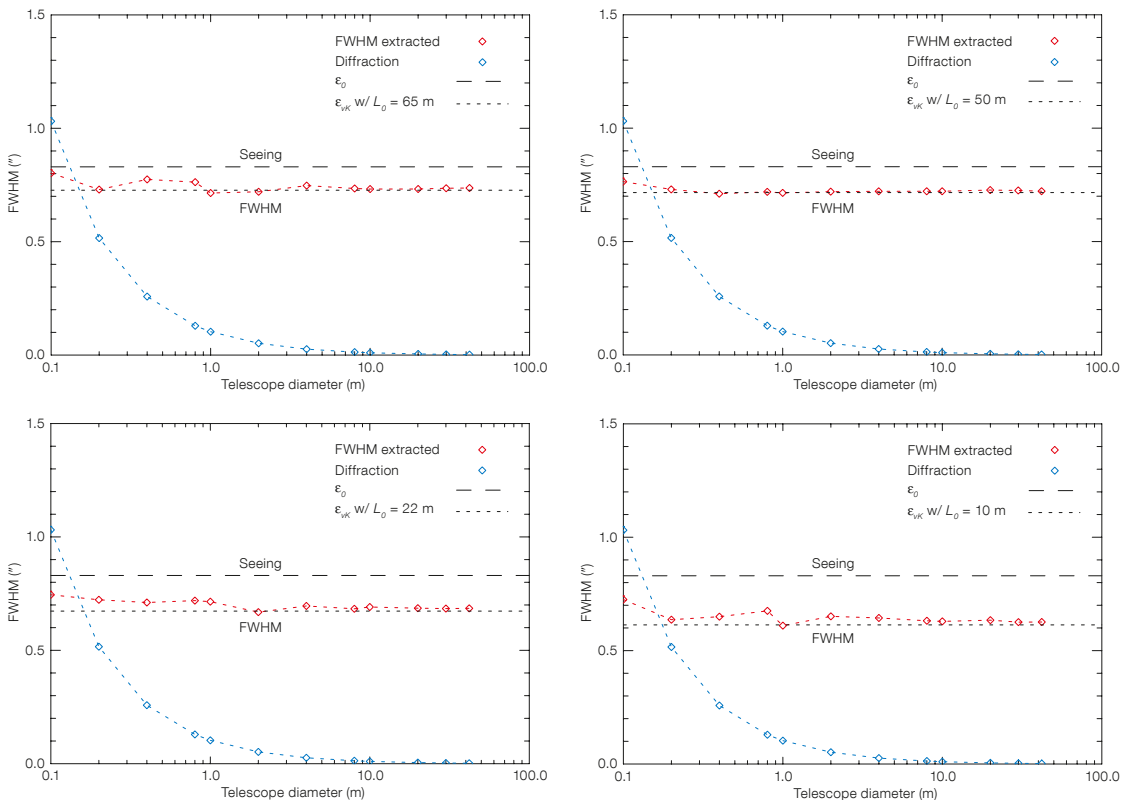 1.5
1.0
0.5
0.0
FWHM (″)
FWHM extracted
Diffraction
ε0
εvK w/ L0 = 65 m
Seeing
FWHM
0.1 1.0 10.0 100.0
Telescope diameter (m)
1.5
1.0
0.5
0.0
FWHM (″)
FWHM extracted
Diffraction
ε0
εvK w/ L0 = 50 m
Seeing
FWHM
0.1 1.0 10.0 100.0
Telescope diameter (m)
1.5
1.0
0.5
0.0
FWHM (″)
FWHM extracted
Diffraction
ε0
εvK w/ L0 = 22 m
Seeing
FWHM
0.1 1.0 10.0 100.0
Telescope diameter (m)
1.5
1.0
0.5
0.0
FWHM (″)
FWHM extracted
Diffraction
ε0
εvK w/ L0 = 10 m
Seeing
FWHM
0.1 1.0 10.0 100.0
Telescope diameter (m)